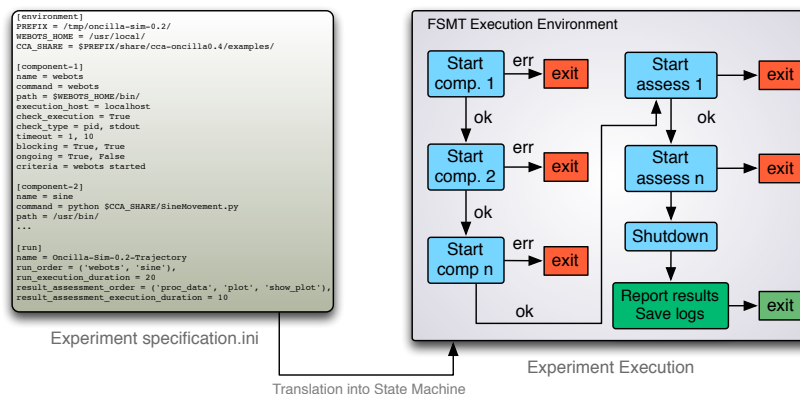 [environment]
PREFIX = /tmp/oncilla-sim-0.2/
WEBOTS_HOME = /usr/local/
CCA_SHARE = $PREFIX/share/cca-oncilla0.4/examples/
[component-1]
name = webots
command = webots
path = $WEBOTS_HOME/bin/
execution_host = localhost
check_execution = True
check_type = pid, stdout
timeout = 1, 10
blocking = True, True
ongoing = True, False
criteria = webots started
[component-2]
name = sine
command = python $CCA_SHARE/SineMovement.py
path = /usr/bin/
...
[run]
name = Oncilla-Sim-0.2-Trajectory
run_order = ('webots', 'sine'),
run_execution_duration = 20
result_assessment_order = ('proc_data', 'plot', 'show_plot'),
result_assessment_execution_duration = 10
Experiment specification.ini
Translation into State Machine
FSMT Execution Environment
Start
comp. 1
err
exit
ok
Start
comp. 2
err
exit
ok
Start
comp n
err
exit
ok
Start
assess 1
exit
ok
Start
assess n
exit
Shutdown
Report results
Save logs
exit
Experiment Execution